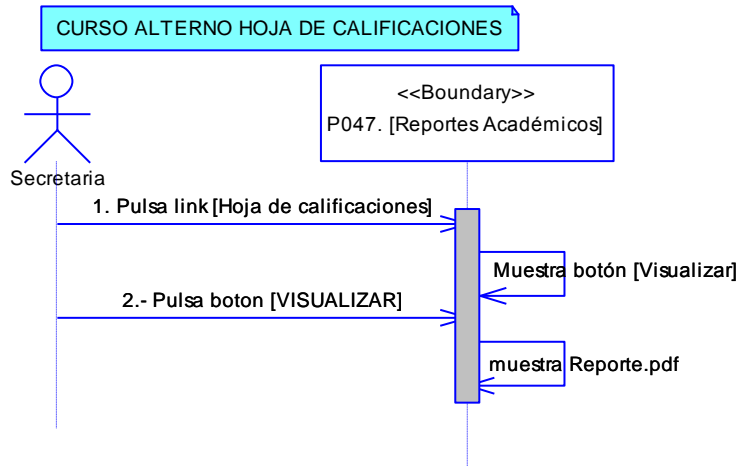 CURSO ALTERNO HOJA DE CALIFICACIONES
<<Boundary>>
P047. [Reportes Académicos]
Secretaria
1. Pulsa link [Hoja de calificaciones]
Muestra botón [Visualizar]
2.- Pulsa boton [VISUALIZAR]
muestra Reporte.pdf